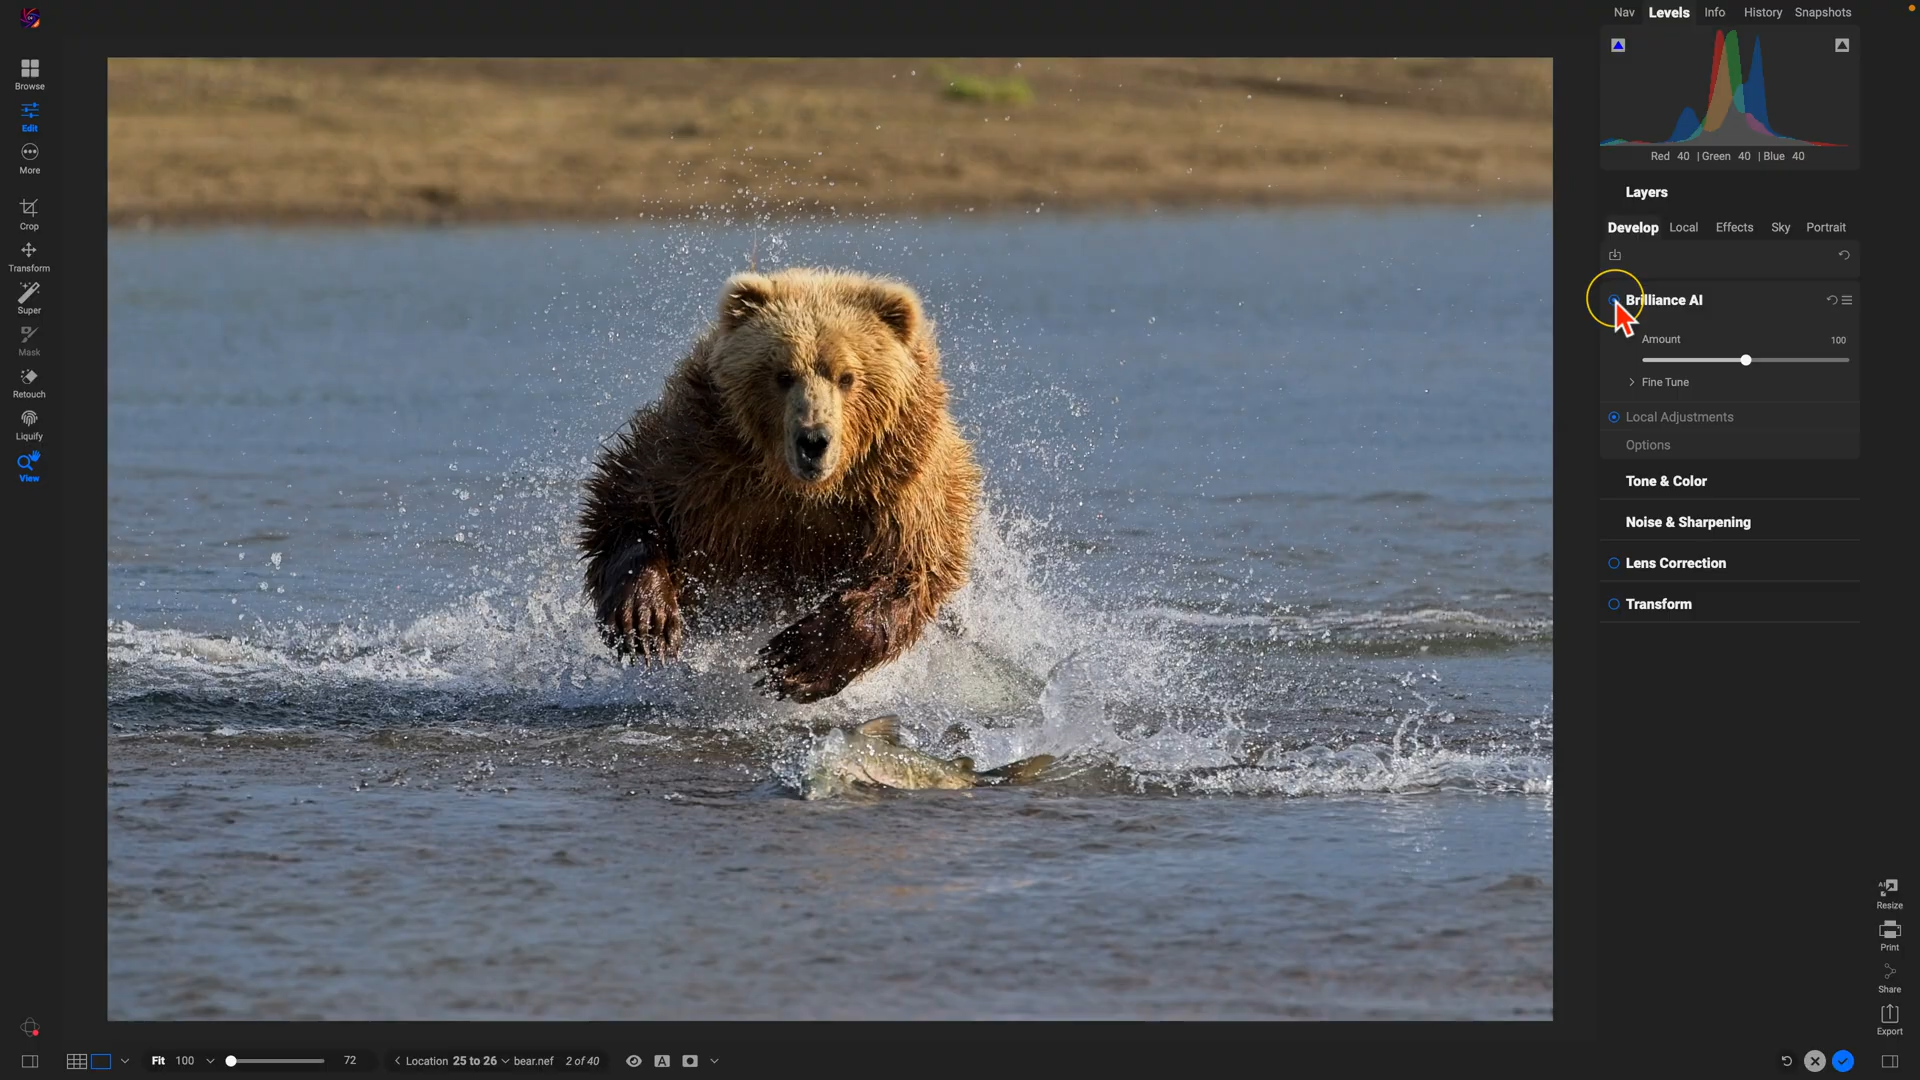 Nav Levels Info History Snapshots
Browse
Edit
More
Crop
Transform
Super
Mask
Retouch
Liquify
View
Red 40 | Green 40 | Blue 40
Layers
Develop Local Effects Sky Portrait
Brilliance AI
Amount 100
Fine Tune
Local Adjustments
Options
Tone & Color
Noise & Sharpening
Lens Correction
Transform
AI
Resize
Print
Share
Export
Fit 100 72 Location 25 to 26 bear.nef 2 of 40 A